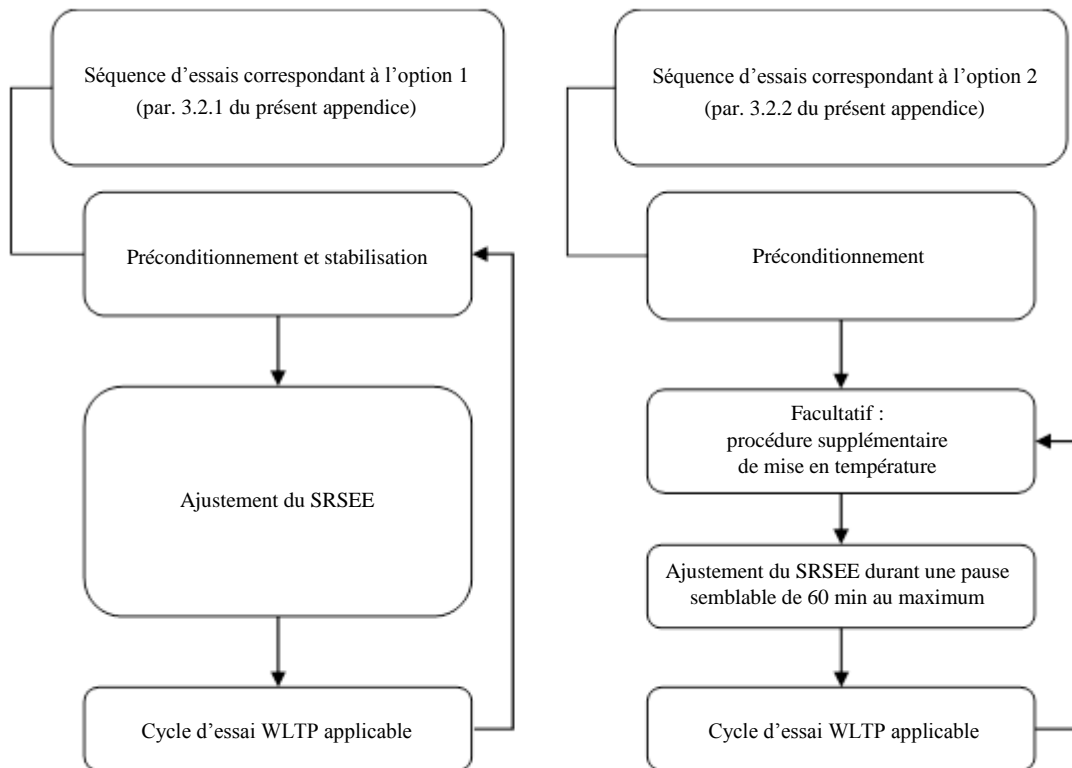 Séquence d'essais correspondant à l'option 1
(par. 3.2.1 du présent appendice)
Préconditionnement et stabilisation
Ajustement du SRSEE
Cycle d'essai WLTP applicable
Séquence d'essais correspondant à l'option 2
(par. 3.2.2 du présent appendice)
Préconditionnement
Facultatif :
procédure supplémentaire
de mise en température
Ajustement du SRSEE durant une pause
semblable de 60 min au maximum
Cycle d'essai WLTP applicable